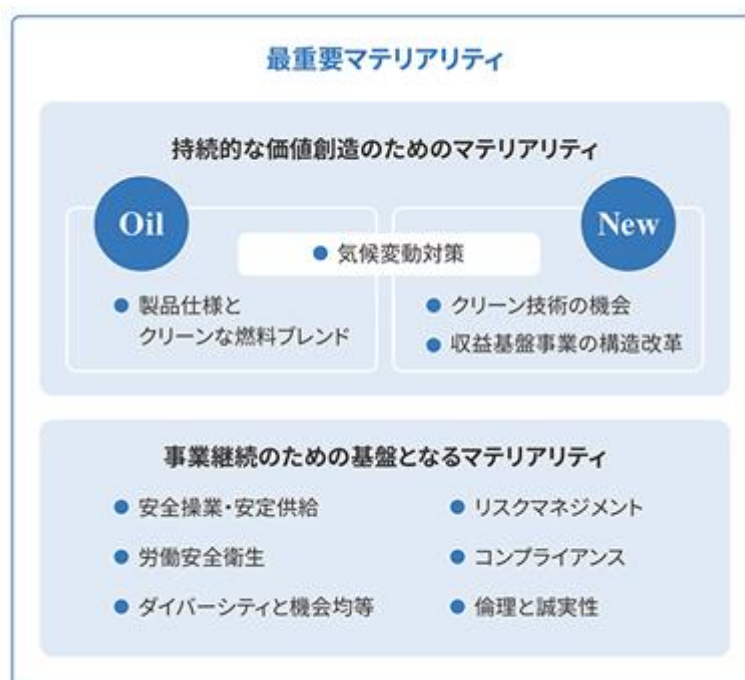 最重要マテリアリティ
持続的な価値創造のためのマテリアリティ
Oil
New
● 気候変動対策
● 製品仕様と
クリーンな燃料ブレンド
● クリーン技術の機会
● 収益基盤事業の構造改革
事業継続のための基盤となるマテリアリティ
● 安全操業・安定供給
● 労働安全衛生
● ダイバーシティと機会均等
● リスクマネジメント
● コンプライアンス
● 倫理と誠実性